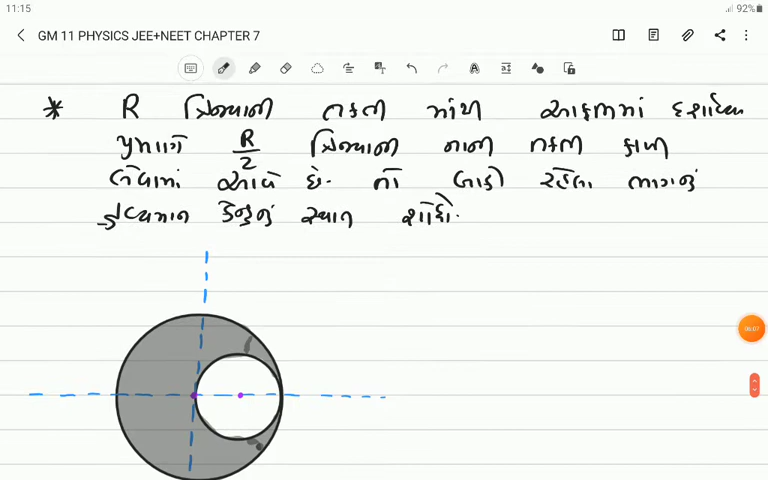 11:15
92%
GM 11 PHYSICS JEE+NEET CHAPTER 7
* R ત્રિજ્યાની તકતી માંથી આકૃતિમાં દર્શાવેલ
મુજબ R/2 ત્રિજ્યાની નાની તકતી કાપી
લેવામાં આવે છે. તો બાકી રહેલા ભાગનું
દ્રવ્યમાન કેન્દ્રનું સ્થાન શોધો.